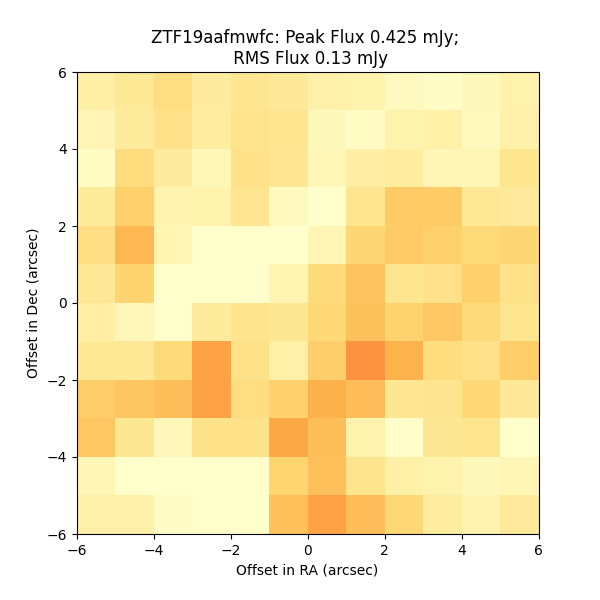 ZTF19aafmwfc: Peak Flux 0.425 mJy;
RMS Flux 0.13 mJy
6
4
2
0
−2
−4
−6
Offset in Dec (arcsec)
−6 −4 −2 0 2 4 6
Offset in RA (arcsec)